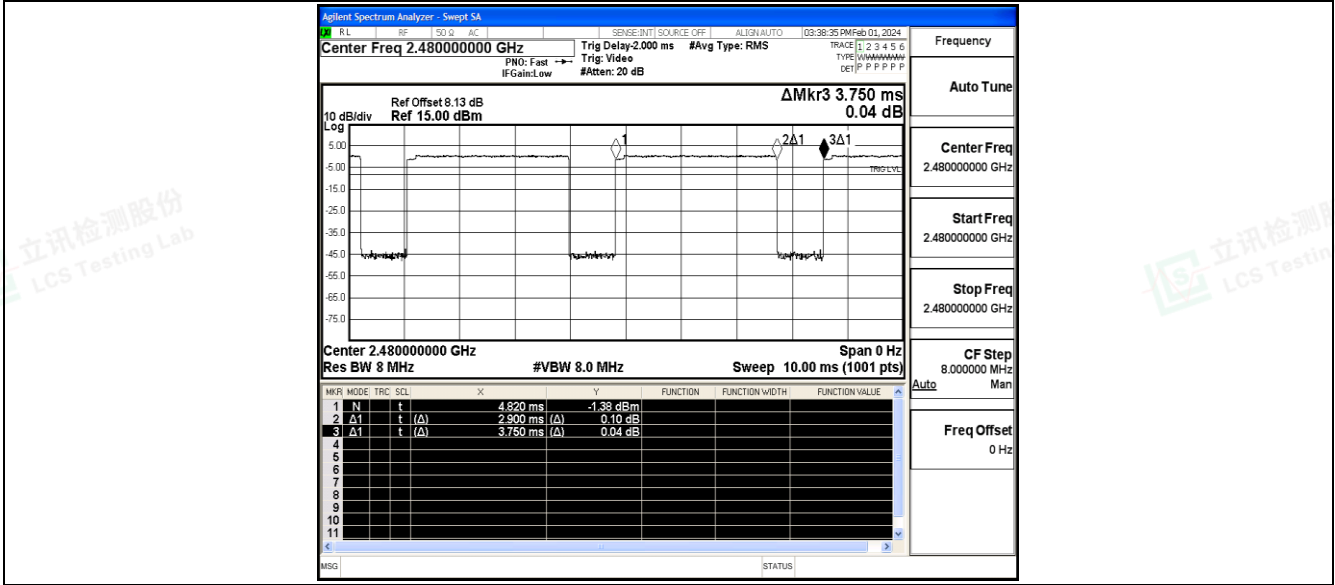 Agilent Spectrum Analyzer - Swept SA
RL RF 50 Ω AC SENSE:INT SOURCE OFF ALIGN AUTO 03:38:35 PM Feb 01, 2024
Center Freq 2.480000000 GHz
PNO: Fast
IFGain:Low
Trig Delay-2.000 ms
Trig: Video
#Atten: 20 dB
#Avg Type: RMS
TRACE 1 2 3 4 5 6
TYPE WWWWWW
DET P P P P P P
Frequency
Auto Tune
Center Freq
2.480000000 GHz
Start Freq
2.480000000 GHz
Stop Freq
2.480000000 GHz
CF Step
8.000000 MHz
Auto Man
Freq Offset
0 Hz
ΔMkr3 3.750 ms
0.04 dB
Ref Offset 8.13 dB
10 dB/div Ref 15.00 dBm
Log
5.00
-5.00
-15.0
-25.0
-35.0
-45.0
-55.0
-65.0
-75.0
1
2Δ1
3Δ1
TRIG LVL
Center 2.480000000 GHz Span 0 Hz
Res BW 8 MHz #VBW 8.0 MHz Sweep 10.00 ms (1001 pts)
MKR MODE TRC SCL X Y FUNCTION FUNCTION WIDTH FUNCTION VALUE
1 N t 4.820 ms -1.38 dBm
2 Δ1 t (Δ) 2.900 ms (Δ) 0.10 dB
3 Δ1 t (Δ) 3.750 ms (Δ) 0.04 dB
4
5
6
7
8
9
10
11
MSG STATUS
立讯检测股份
LCS Testing Lab
立讯检测
LCS Testin